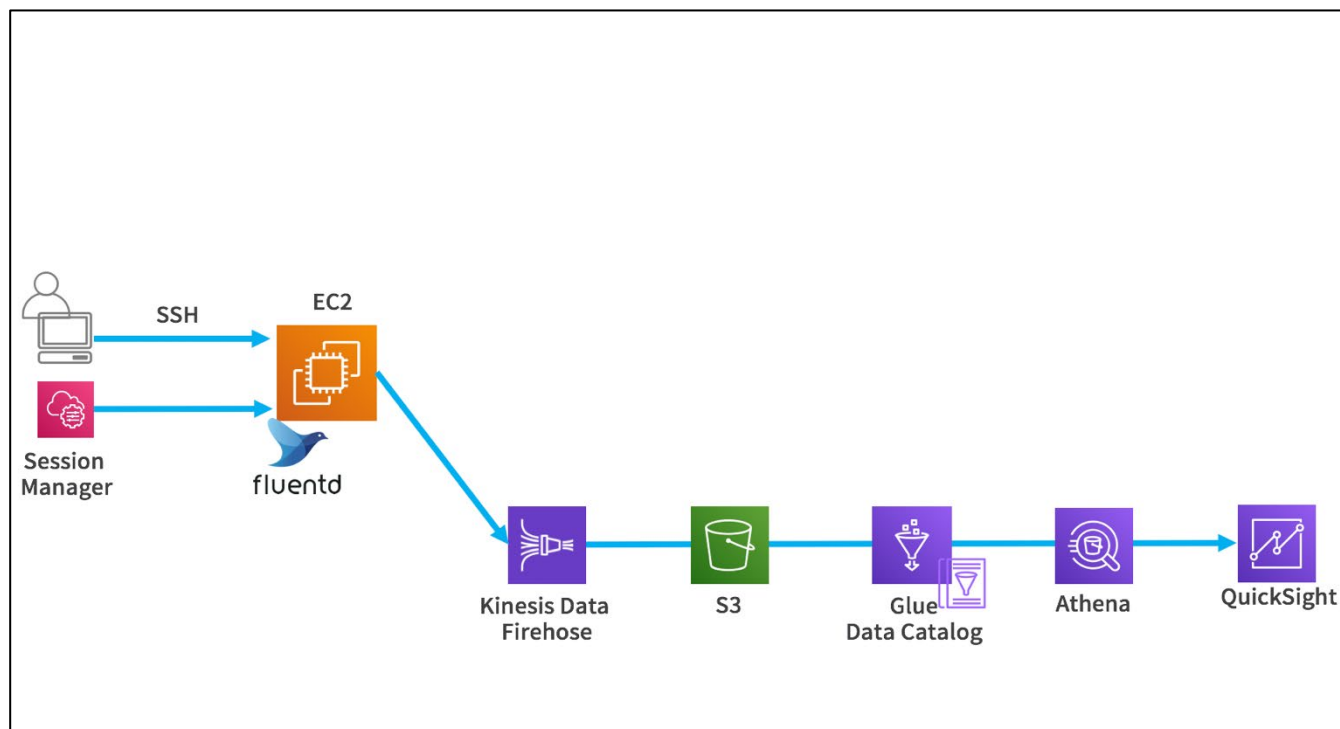 SSH
EC2
Session
Manager
fluentd
Kinesis Data
Firehose
S3
Glue
Data Catalog
Athena
QuickSight